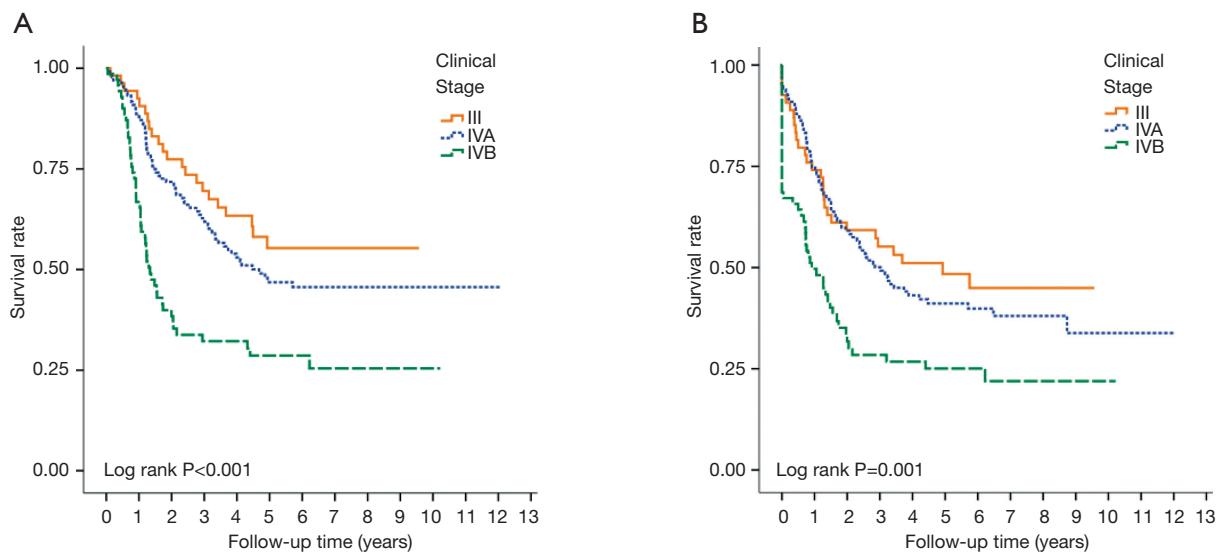 A
Clinical
Stage
III
IVA
IVB
1.00
0.75
0.50
0.25
0.00
Survival rate
Log rank P<0.001
0 1 2 3 4 5 6 7 8 9 10 11 12 13
Follow-up time (years)
B
Clinical
Stage
III
IVA
IVB
1.00
0.75
0.50
0.25
0.00
Survival rate
Log rank P=0.001
0 1 2 3 4 5 6 7 8 9 10 11 12 13
Follow-up time (years)